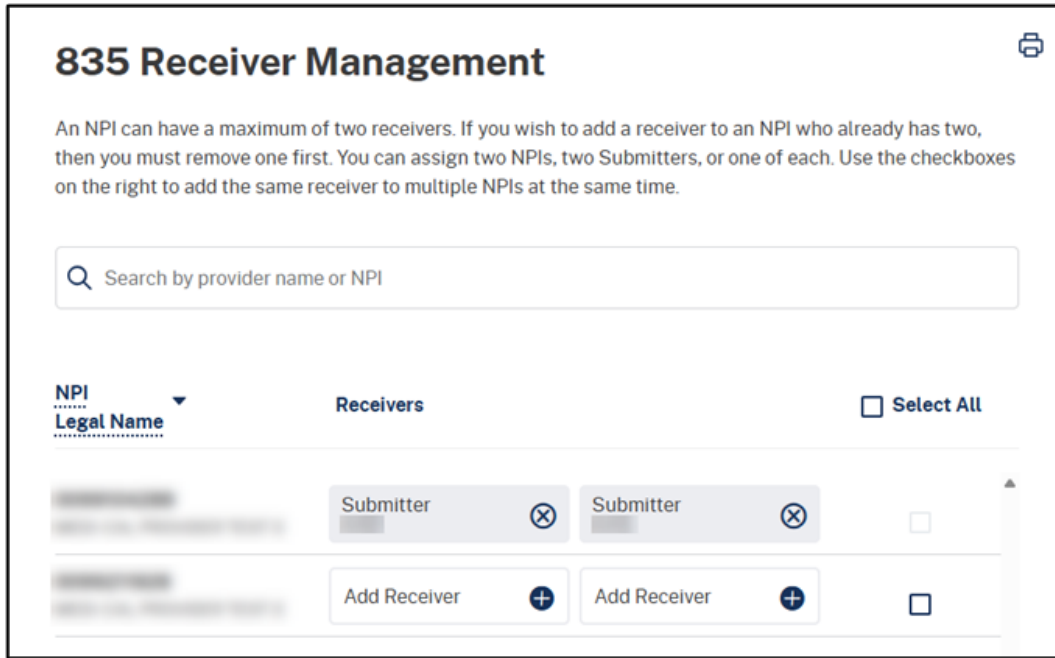 835 Receiver Management
An NPI can have a maximum of two receivers. If you wish to add a receiver to an NPI who already has two,
then you must remove one first. You can assign two NPIs, two Submitters, or one of each. Use the checkboxes
on the right to add the same receiver to multiple NPIs at the same time.
Search by provider name or NPI
NPI
Legal Name
Receivers
Select All
Submitter
Submitter
Add Receiver
Add Receiver